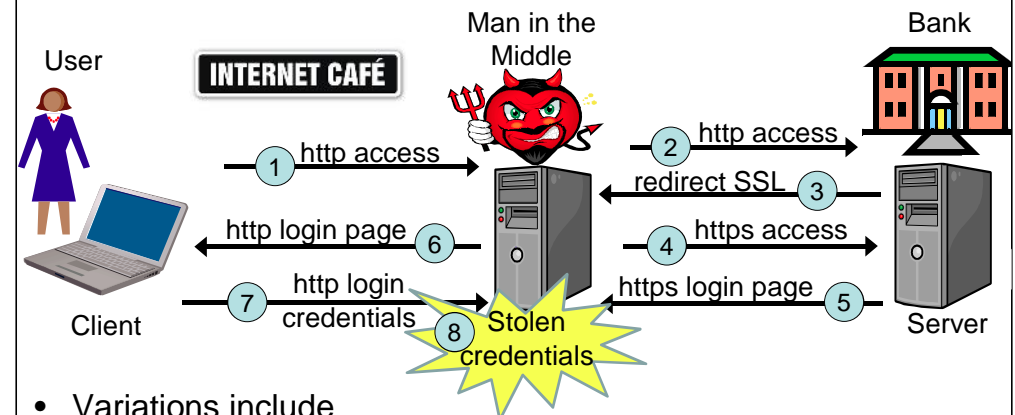 Man in the
Middle
Bank
User
INTERNET CAFÉ
1 http access
2 http access
redirect SSL 3
http login page 6
4 https access
7 http login
credentials
https login page 5
8 Stolen
credentials
Client
Server
• Variations include